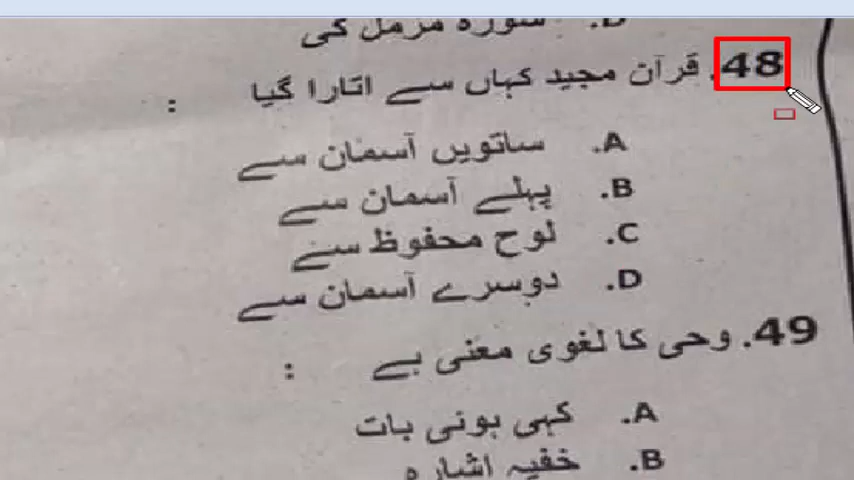 D. سورہ مزمل کی
48. قرآن مجید کہاں سے اتارا گیا :
A. ساتویں آسمان سے
B. پہلے آسمان سے
C. لوح محفوظ سے
D. دوسرے آسمان سے
49. وحی کا لغوی معنی ہے :
A. کہی ہوئی بات
B. خفیہ اشارہ